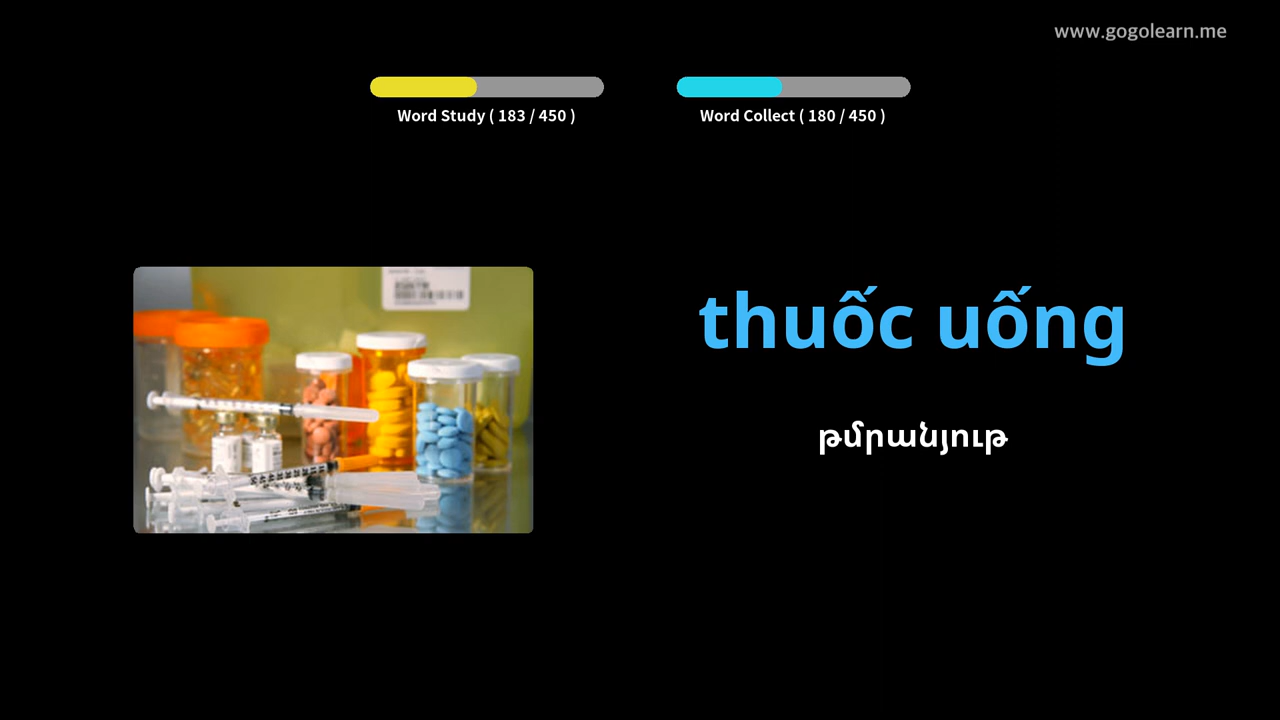 www.gogolearn.me
Word Study ( 183 / 450 )
Word Collect ( 180 / 450 )
thuốc uống
թմրանյութ